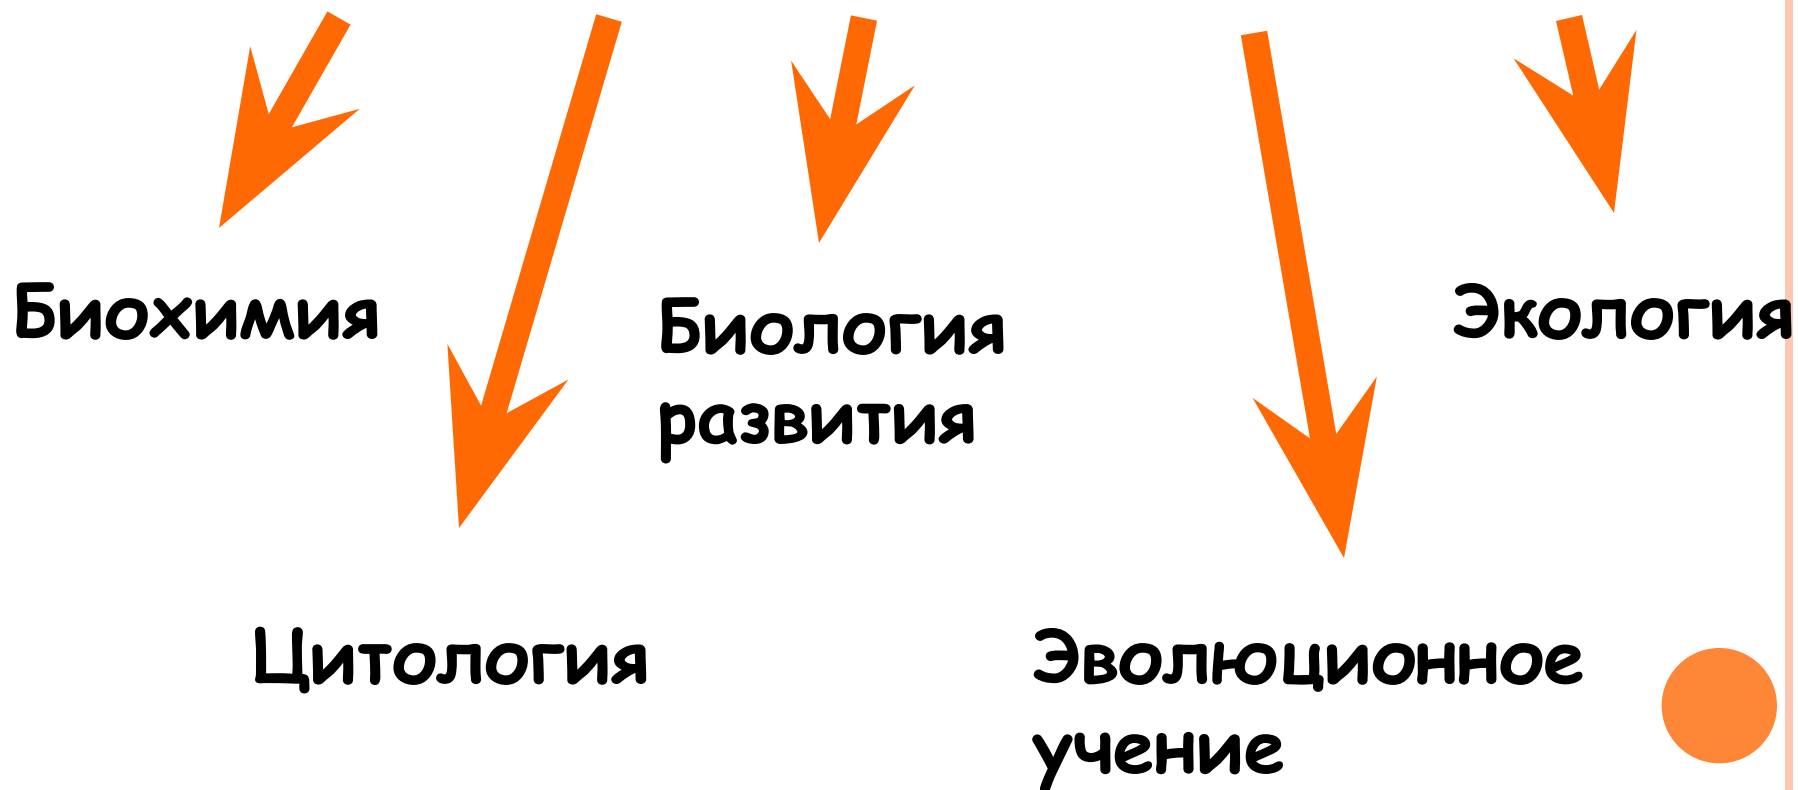 Биохимия
Биология
развития
Экология
Цитология
Эволюционное
учение